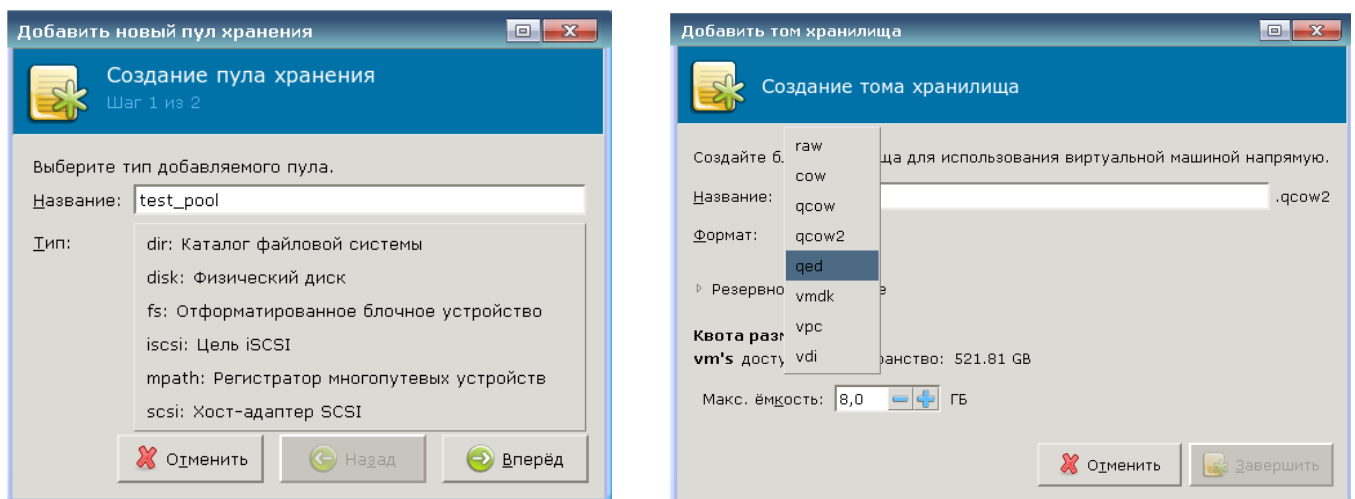 Добавить новый пул хранения
Создание пула хранения
Шаг 1 из 2
Выберите тип добавляемого пула.
Название: test_pool
Тип:
dir: Каталог файловой системы
disk: Физический диск
fs: Отформатированное блочное устройство
iscsi: Цель iSCSI
mpath: Регистратор многопутевых устройств
scsi: Хост-адаптер SCSI
Отменить Назад Вперёд
Добавить том хранилища
Создание тома хранилища
Создайте б ща для использования виртуальной машиной напрямую.
Название: .qcow2
Формат:
raw
cow
qcow
qcow2
qed
vmdk
vpc
vdi
Резервно е
Квота раз
vm's досту анство: 521.81 GB
Макс. ёмкость: 8,0 ГБ
Отменить Завершить